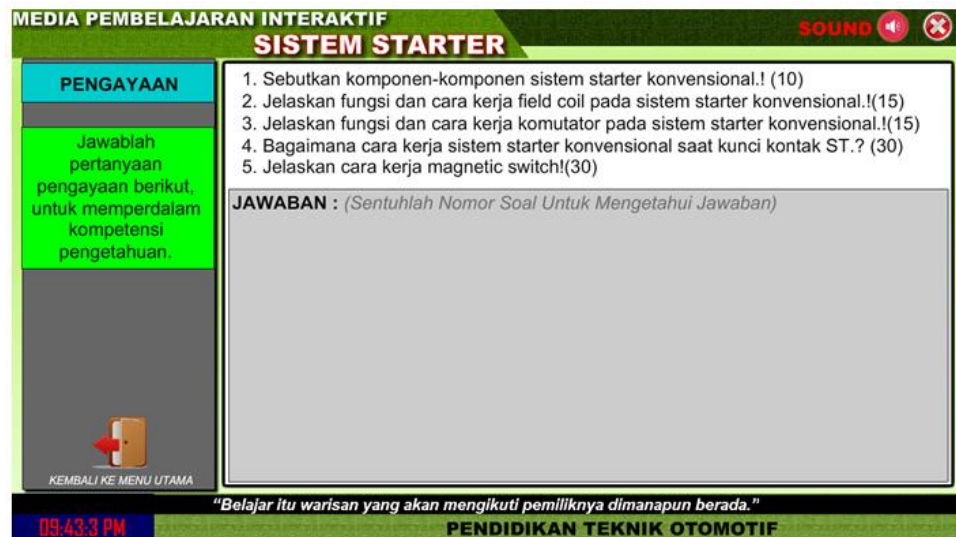 MEDIA PEMBELAJARAN INTERAKTIF
SISTEM STARTER
SOUND
PENGAYAAN
Jawablah
pertanyaan
pengayaan berikut,
untuk memperdalam
kompetensi
pengetahuan.
KEMBALI KE MENU UTAMA
1. Sebutkan komponen-komponen sistem starter konvensional.! (10)
2. Jelaskan fungsi dan cara kerja field coil pada sistem starter konvensional.!(15)
3. Jelaskan fungsi dan cara kerja komutator pada sistem starter konvensional.!(15)
4. Bagaimana cara kerja sistem starter konvensional saat kunci kontak ST.? (30)
5. Jelaskan cara kerja magnetic switch!(30)
JAWABAN : (Sentuhlah Nomor Soal Untuk Mengetahui Jawaban)
“Belajar itu warisan yang akan mengikuti pemiliknya dimanapun berada.”
09:43:3 PM
PENDIDIKAN TEKNIK OTOMOTIF